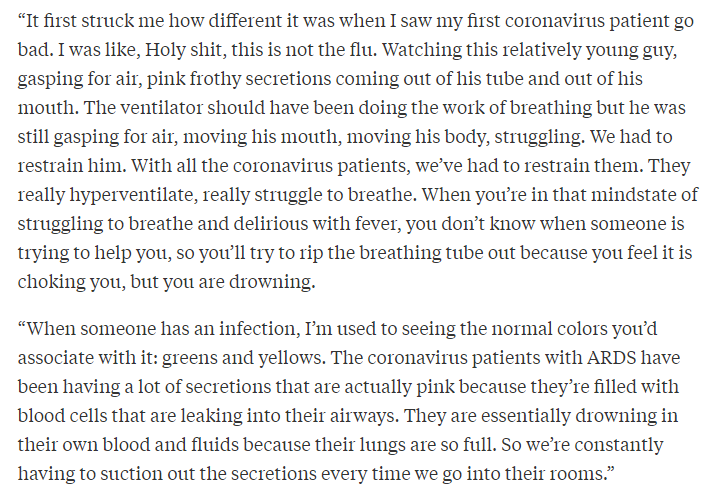 “It first struck me how different it was when I saw my first coronavirus patient go
bad. I was like, Holy shit, this is not the flu. Watching this relatively young guy,
gasping for air, pink frothy secretions coming out of his tube and out of his
mouth. The ventilator should have been doing the work of breathing but he was
still gasping for air, moving his mouth, moving his body, struggling. We had to
restrain him. With all the coronavirus patients, we’ve had to restrain them. They
really hyperventilate, really struggle to breathe. When you’re in that mindstate of
struggling to breathe and delirious with fever, you don’t know when someone is
trying to help you, so you’ll try to rip the breathing tube out because you feel it is
choking you, but you are drowning.
“When someone has an infection, I’m used to seeing the normal colors you’d
associate with it: greens and yellows. The coronavirus patients with ARDS have
been having a lot of secretions that are actually pink because they’re filled with
blood cells that are leaking into their airways. They are essentially drowning in
their own blood and fluids because their lungs are so full. So we’re constantly
having to suction out the secretions every time we go into their rooms.”